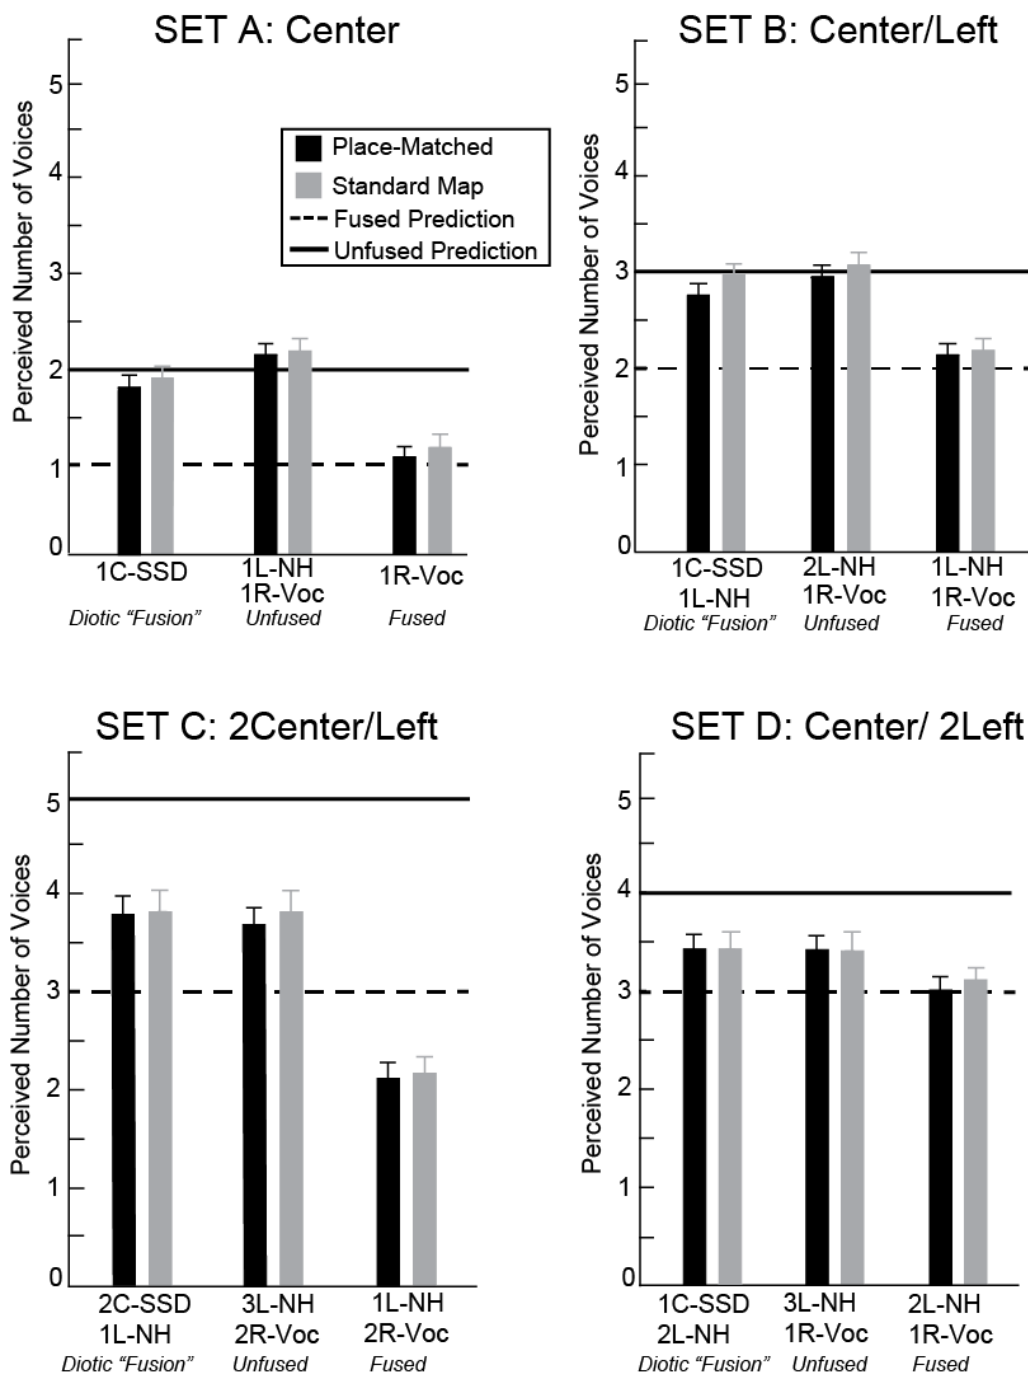 SET A: Center
Perceived Number of Voices
5
4
3
2
1
0
Place-Matched
Standard Map
Fused Prediction
Unfused Prediction
1C-SSD
Diotic “Fusion”
1L-NH
1R-Voc
Unfused
1R-Voc
Fused
SET B: Center/Left
Perceived Number of Voices
5
4
3
2
1
0
1C-SSD
1L-NH
Diotic “Fusion”
2L-NH
1R-Voc
Unfused
1L-NH
1R-Voc
Fused
SET C: 2Center/Left
Perceived Number of Voices
5
4
3
2
1
0
2C-SSD
1L-NH
Diotic “Fusion”
3L-NH
2R-Voc
Unfused
1L-NH
2R-Voc
Fused
SET D: Center/ 2Left
Perceived Number of Voices
5
4
3
2
1
0
1C-SSD
2L-NH
Diotic “Fusion”
3L-NH
1R-Voc
Unfused
2L-NH
1R-Voc
Fused